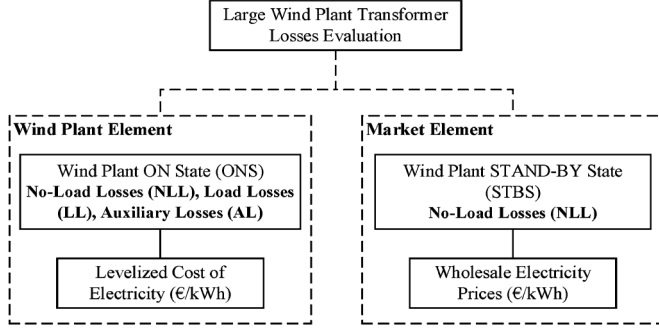 Large Wind Plant Transformer
Losses Evaluation
Wind Plant Element
Wind Plant ON State (ONS)
No-Load Losses (NLL), Load Losses
(LL), Auxiliary Losses (AL)
Levelized Cost of
Electricity (€/kWh)
Market Element
Wind Plant STAND-BY State
(STBS)
No-Load Losses (NLL)
Wholesale Electricity
Prices (€/kWh)